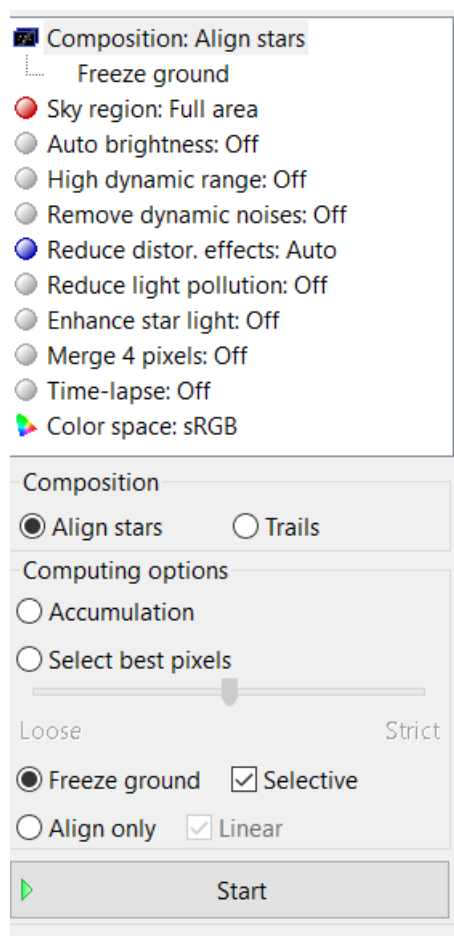 Composition: Align stars
Freeze ground
Sky region: Full area
Auto brightness: Off
High dynamic range: Off
Remove dynamic noises: Off
Reduce distor. effects: Auto
Reduce light pollution: Off
Enhance star light: Off
Merge 4 pixels: Off
Time-lapse: Off
Color space: sRGB
Composition
Align stars Trails
Computing options
Accumulation
Select best pixels
Loose Strict
Freeze ground Selective
Align only Linear
Start